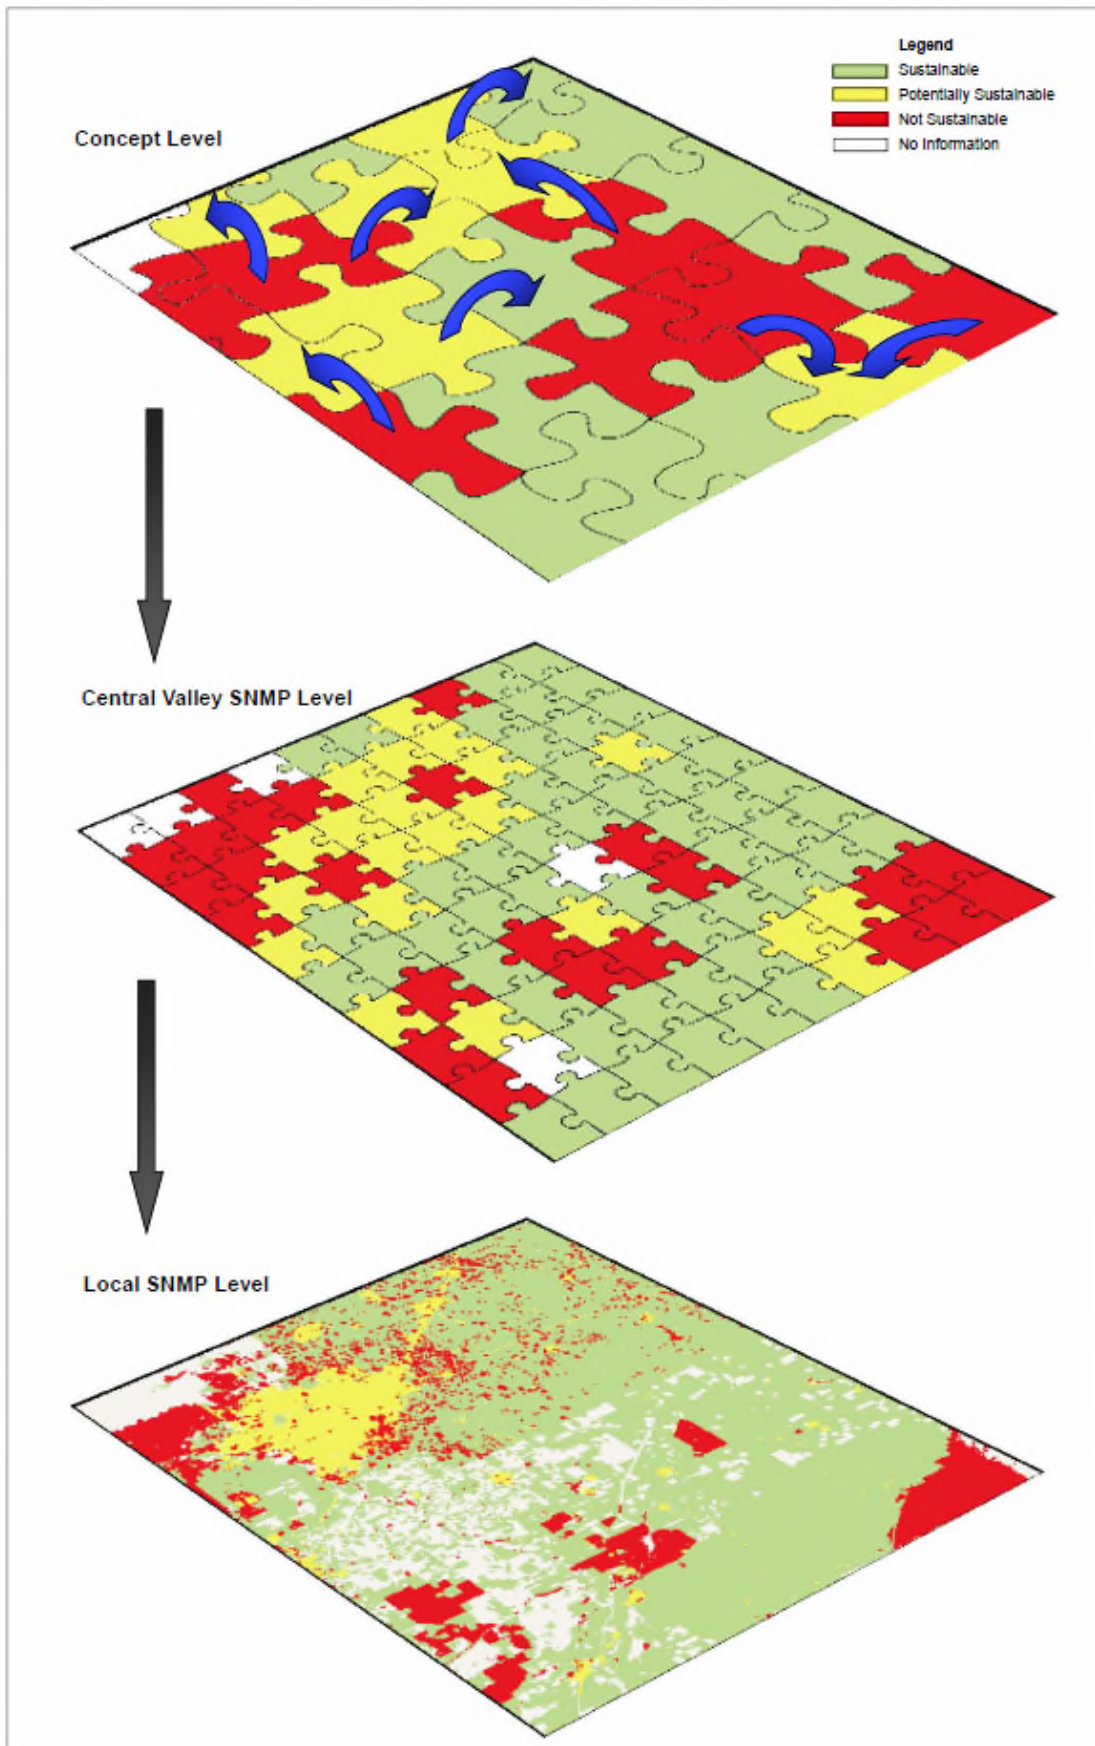 Legend
Sustainable
Potentially Sustainable
Not Sustainable
No Information
Concept Level
Central Valley SNMP Level
Local SNMP Level